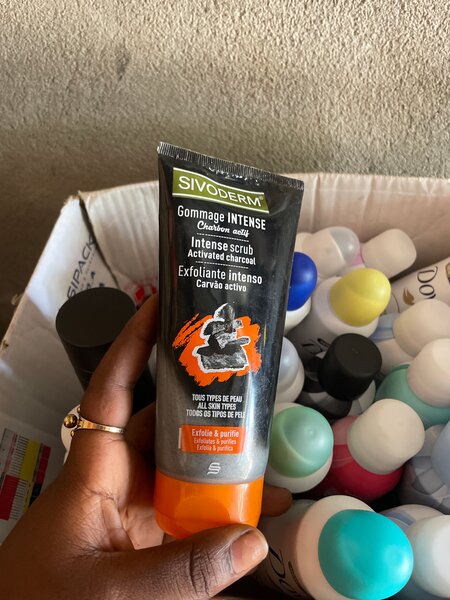 SIVODERM®
Gommage INTENSE
Charbon actif
Intense scrub
Activated charcoal
Exfoliante intenso
Carvão activo
TOUS TYPES DE PEAU
ALL SKIN TYPES
TODOS OS TIPOS DE PELE
Exfolie & purifie
Exfoliates & purifies
Exfolia & purifica
SIPACK